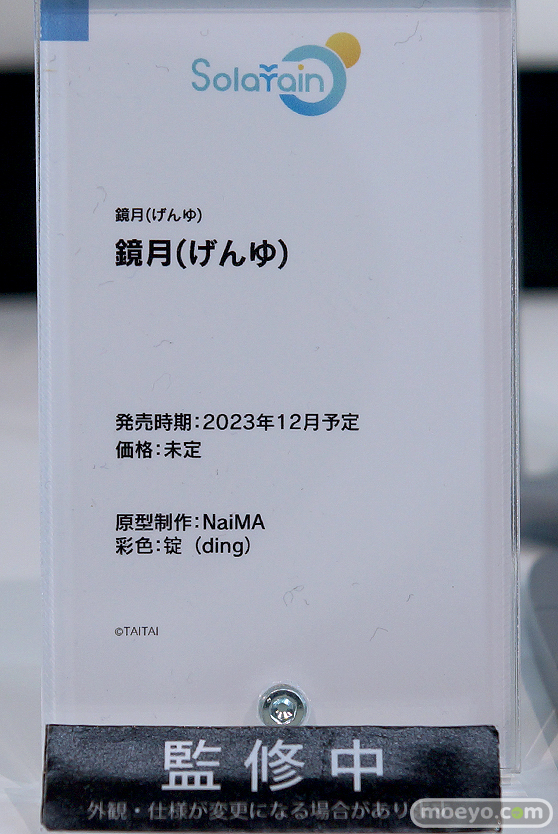 Solarain
鏡月(げんゆ)
鏡月(げんゆ)
発売時期:2023年12月予定
価格:未定
原型制作:NaiMA
彩色:锭（ding）
©TAITAI
監修中
外観・仕様が変更になる場合があり
moeyo.com